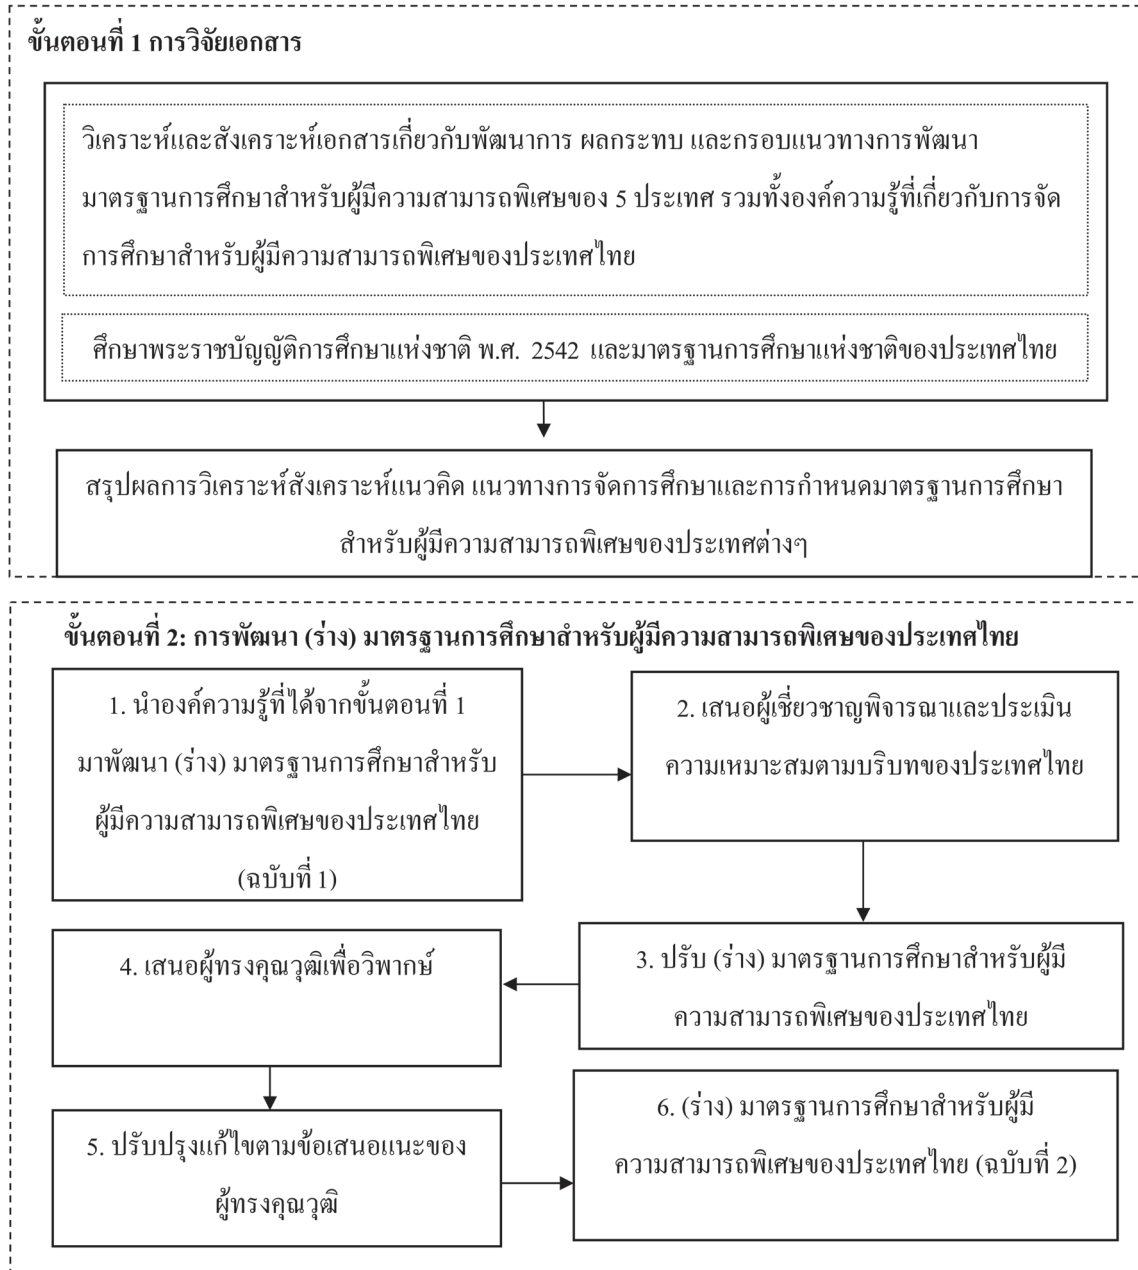 ขั้นตอนที่ 1 การวิจัยเอกสาร
วิเคราะห์และสังเคราะห์เอกสารเกี่ยวกับพัฒนาการ ผลกระทบ และกรอบแนวทางการพัฒนา
มาตรฐานการศึกษาสำหรับผู้มีความสามารถพิเศษของ 5 ประเทศ รวมทั้งองค์ความรู้ที่เกี่ยวกับการจัด
การศึกษาสำหรับผู้มีความสามารถพิเศษของประเทศไทย
ศึกษาพระราชบัญญัติการศึกษาแห่งชาติ พ.ศ. 2542 และมาตรฐานการศึกษาแห่งชาติของประเทศไทย
สรุปผลการวิเคราะห์สังเคราะห์แนวคิด แนวทางการจัดการศึกษาและการกำหนดมาตรฐานการศึกษา
สำหรับผู้มีความสามารถพิเศษของประเทศต่างๆ
ขั้นตอนที่ 2: การพัฒนา (ร่าง) มาตรฐานการศึกษาสำหรับผู้มีความสามารถพิเศษของประเทศไทย
1. นำองค์ความรู้ที่ได้จากขั้นตอนที่ 1
มาพัฒนา (ร่าง) มาตรฐานการศึกษาสำหรับ
ผู้มีความสามารถพิเศษของประเทศไทย
(ฉบับที่ 1)
2. เสนอผู้เชี่ยวชาญพิจารณาและประเมิน
ความเหมาะสมตามบริบทของประเทศไทย
3. ปรับ (ร่าง) มาตรฐานการศึกษาสำหรับผู้มี
ความสามารถพิเศษของประเทศไทย
4. เสนอผู้ทรงคุณวุฒิเพื่อวิพากษ์
5. ปรับปรุงแก้ไขตามข้อเสนอแนะของ
ผู้ทรงคุณวุฒิ
6. (ร่าง) มาตรฐานการศึกษาสำหรับผู้มี
ความสามารถพิเศษของประเทศไทย (ฉบับที่ 2)